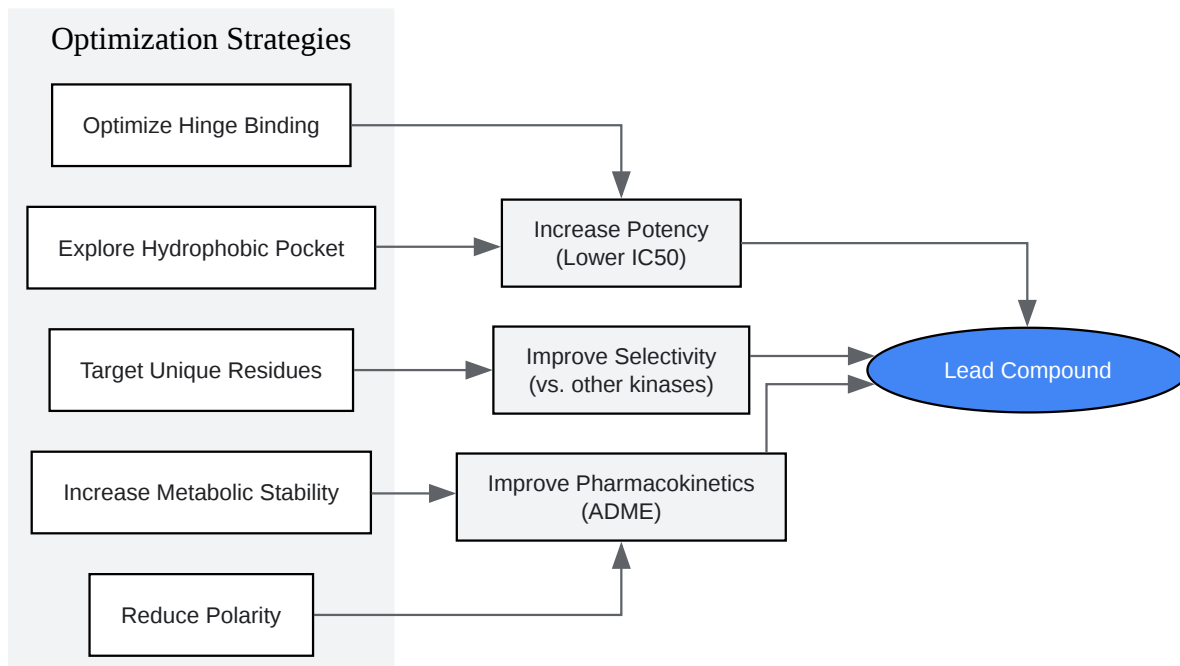 Optimization Strategies
Optimize Hinge Binding
Explore Hydrophobic Pocket
Target Unique Residues
Increase Metabolic Stability
Reduce Polarity
Increase Potency
(Lower IC50)
Improve Selectivity
(vs. other kinases)
Improve Pharmacokinetics
(ADME)
Lead Compound